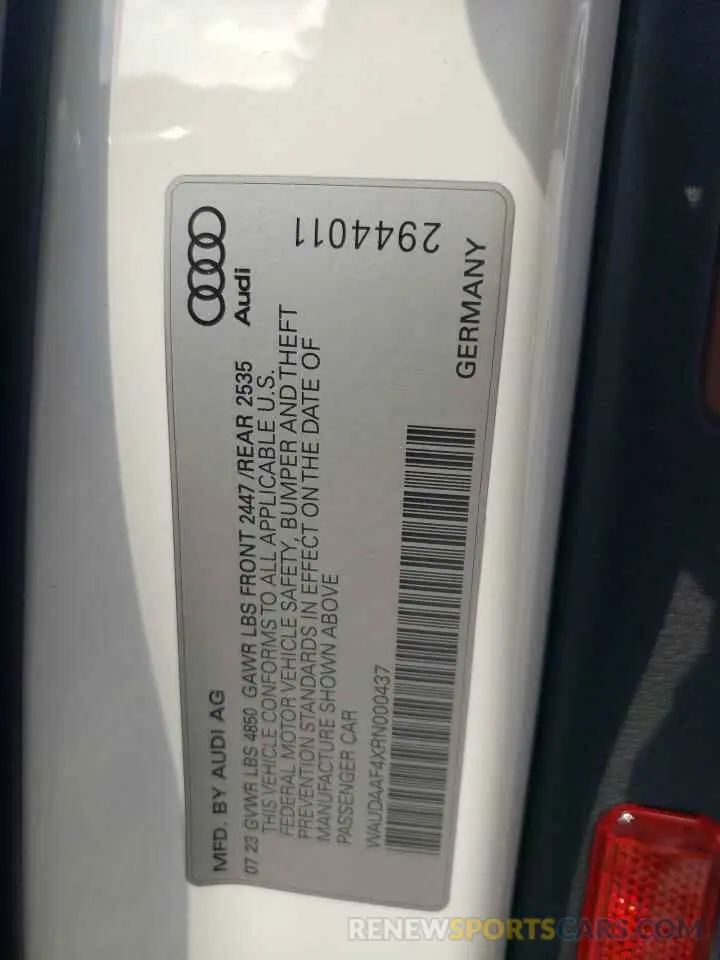 MFD. BY AUDI AG
Audi
07 23 GVWR LBS 4850 GAWR LBS FRONT 2447 /REAR 2535
THIS VEHICLE CONFORMS TO ALL APPLICABLE U.S.
FEDERAL MOTOR VEHICLE SAFETY, BUMPER AND THEFT
PREVENTION STANDARDS IN EFFECT ON THE DATE OF
MANUFACTURE SHOWN ABOVE
PASSENGER CAR
WAUDAAF4XRN000437
2944011
GERMANY
RENEWSPORTSCARS.COM